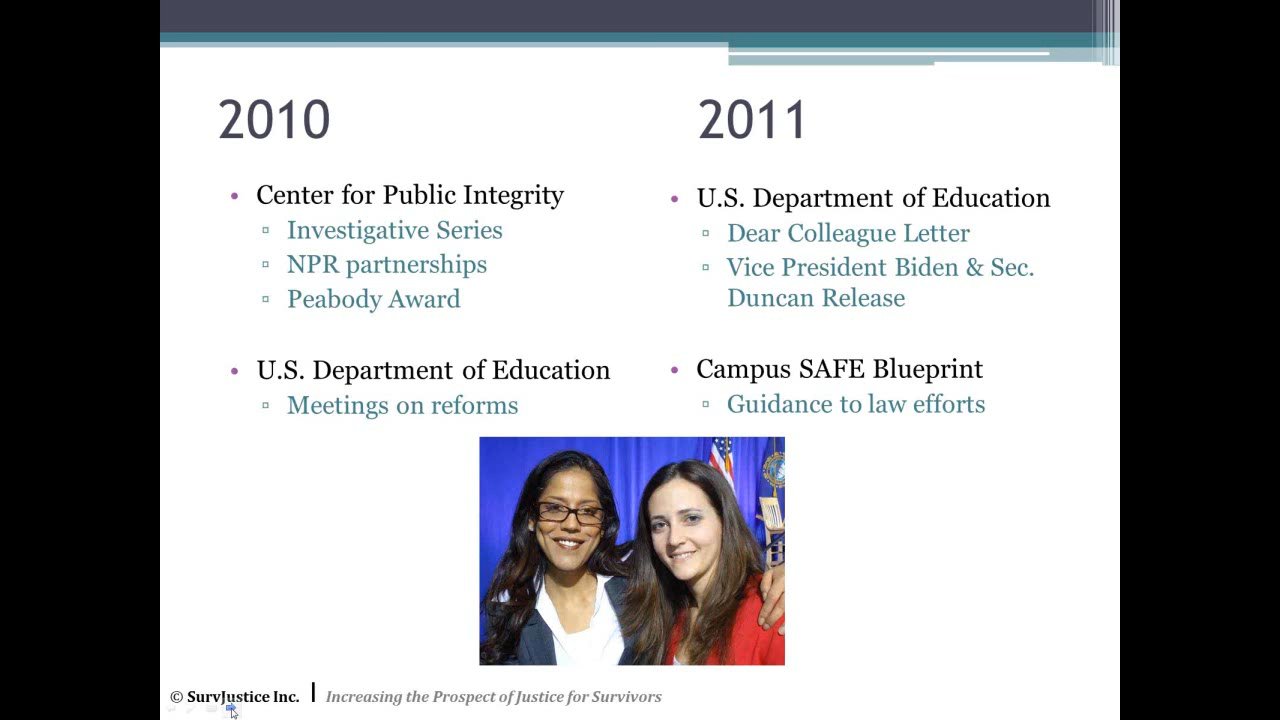 2010
Center for Public Integrity
Investigative Series
NPR partnerships
Peabody Award
U.S. Department of Education
Meetings on reforms
2011
U.S. Department of Education
Dear Colleague Letter
Vice President Biden & Sec.
Duncan Release
Campus SAFE Blueprint
Guidance to law efforts
© SurvJustice Inc. | Increasing the Prospect of Justice for Survivors